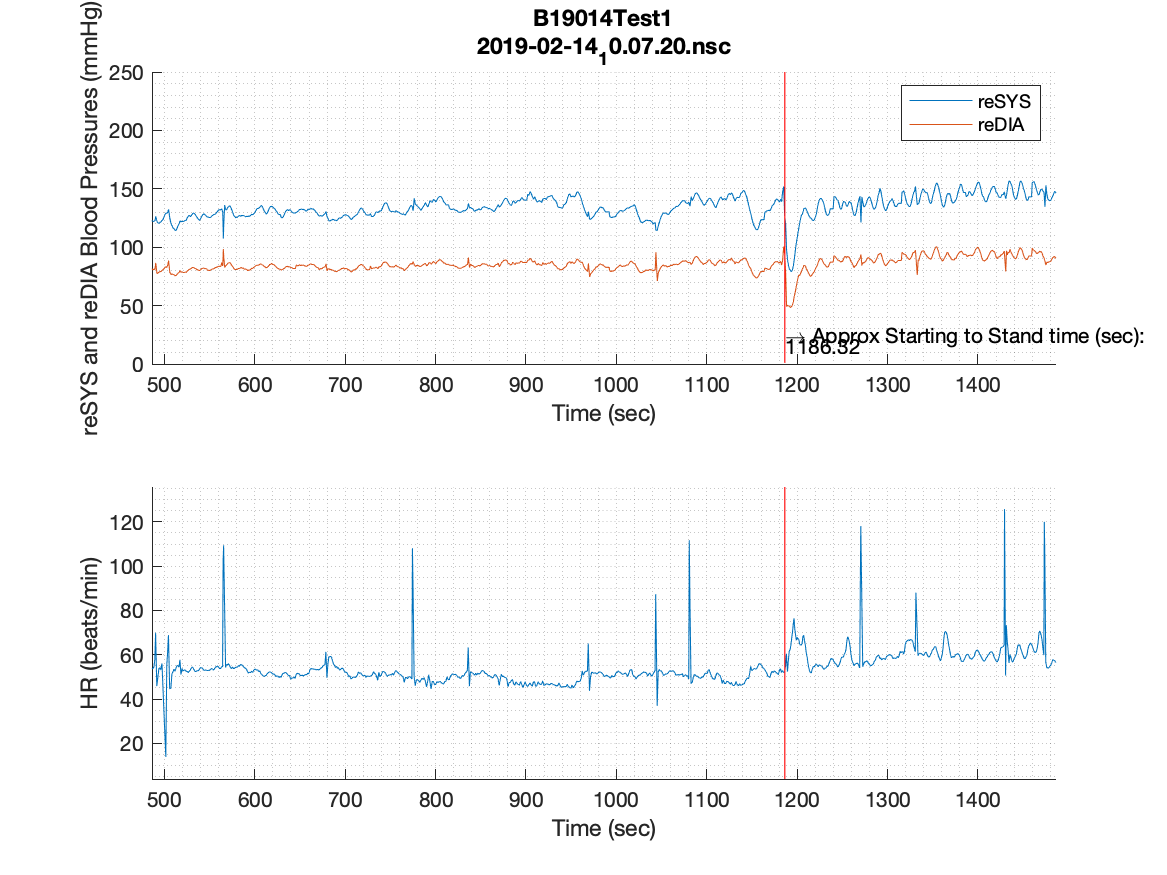 B19014Test1
2019-02-14₁0.07.20.nsc
reSYS and reDIA Blood Pressures (mmHg)
250
200
150
100
50
0
reSYS
reDIA
→ Approx Starting to Stand time (sec):
1186.32
500 600 700 800 900 1000 1100 1200 1300 1400
Time (sec)
HR (beats/min)
120
100
80
60
40
20
500 600 700 800 900 1000 1100 1200 1300 1400
Time (sec)